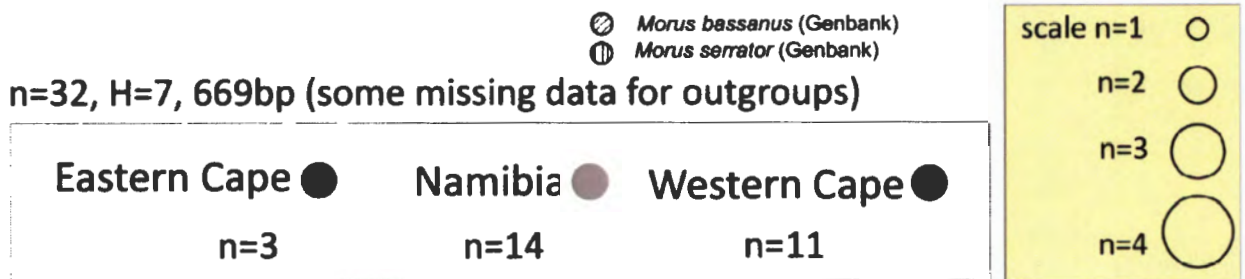 Morus bassanus (Genbank)
Morus serrator (Genbank)
n=32, H=7, 669bp (some missing data for outgroups)
Eastern Cape Namibia Western Cape
n=3 n=14 n=11
scale n=1
n=2
n=3
n=4